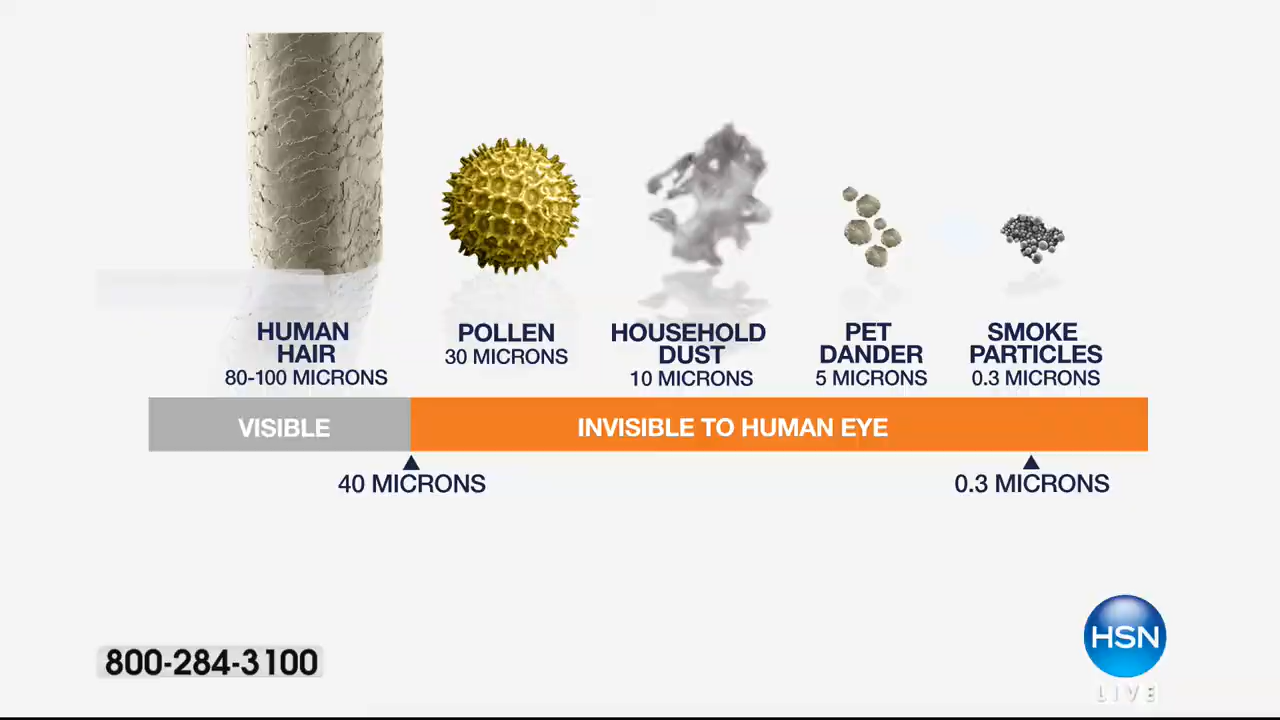 HUMAN
HAIR
80-100 MICRONS
POLLEN
30 MICRONS
HOUSEHOLD
DUST
10 MICRONS
PET
DANDER
5 MICRONS
SMOKE
PARTICLES
0.3 MICRONS
VISIBLE
INVISIBLE TO HUMAN EYE
40 MICRONS
0.3 MICRONS
800-284-3100
HSN
LIVE